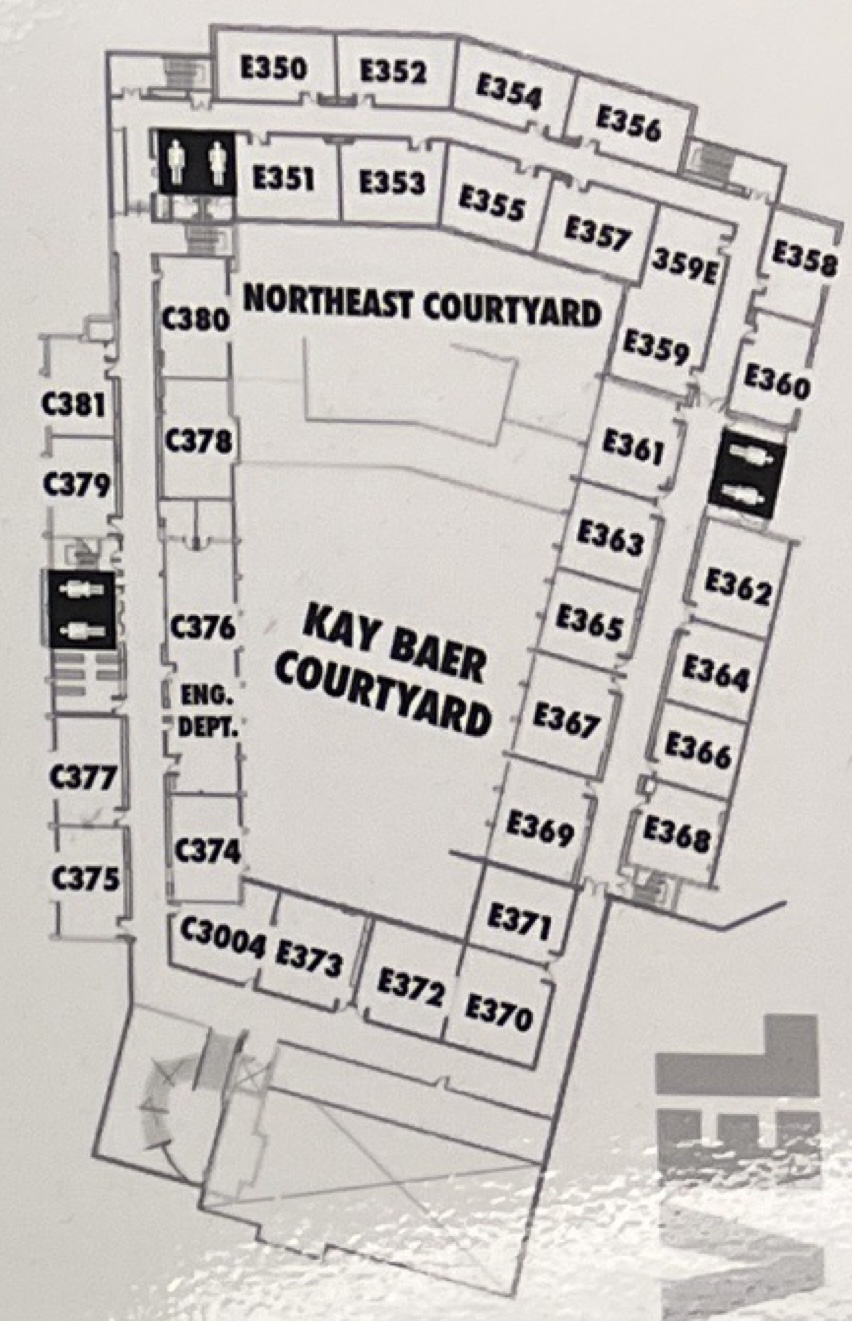 E350
E352
E354
E356
E351
E353
E355
E357
359E
E358
C380
NORTHEAST COURTYARD
E359
E360
C381
C378
E361
C379
E363
E362
C376
KAY BAER
COURTYARD
E365
E364
ENG.
DEPT.
E367
E366
C377
C374
E369
E368
C375
C3004
E373
E371
E372
E370
VEL